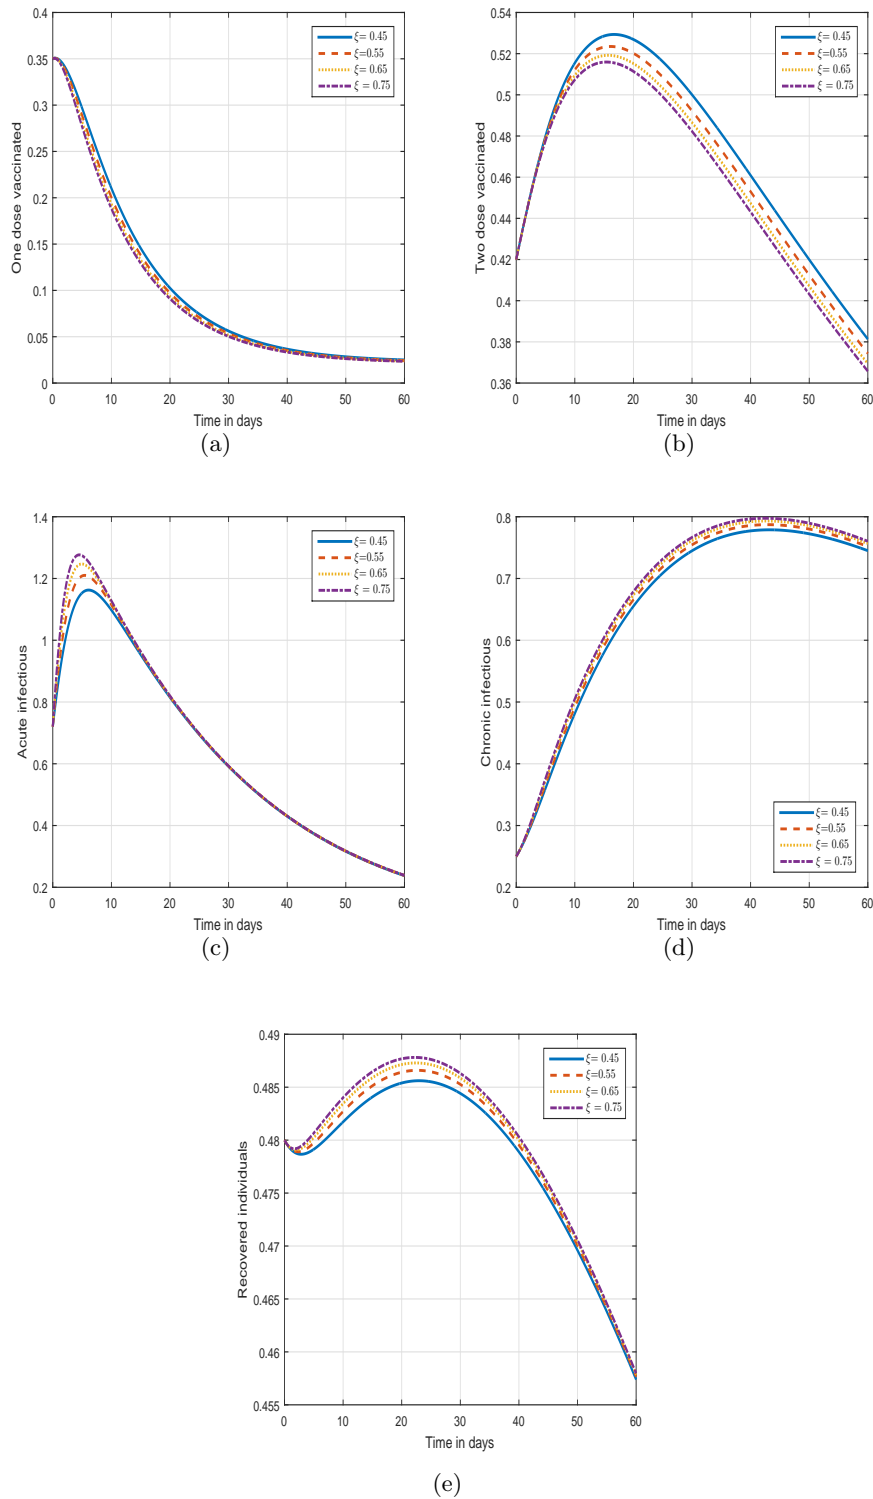 0.4
0.35
0.3
0.25
0.2
0.15
0.1
0.05
0
One dose vaccinated
ξ= 0.45
ξ=0.55
ξ= 0.65
ξ = 0.75
0 10 20 30 40 50 60
Time in days
(a)
0.54
0.52
0.5
0.48
0.46
0.44
0.42
0.4
0.38
0.36
Two dose vaccinated
ξ= 0.45
ξ=0.55
ξ= 0.65
ξ = 0.75
0 10 20 30 40 50 60
Time in days
(b)
1.4
1.2
1
0.8
0.6
0.4
0.2
Acute infectious
ξ= 0.45
ξ=0.55
ξ= 0.65
ξ = 0.75
0 10 20 30 40 50 60
Time in days
(c)
0.8
0.7
0.6
0.5
0.4
0.3
0.2
Chronic infectious
ξ= 0.45
ξ=0.55
ξ= 0.65
ξ = 0.75
0 10 20 30 40 50 60
Time in days
(d)
0.49
0.485
0.48
0.475
0.47
0.465
0.46
0.455
Recovered individuals
ξ= 0.45
ξ=0.55
ξ= 0.65
ξ = 0.75
0 10 20 30 40 50 60
Time in days
(e)